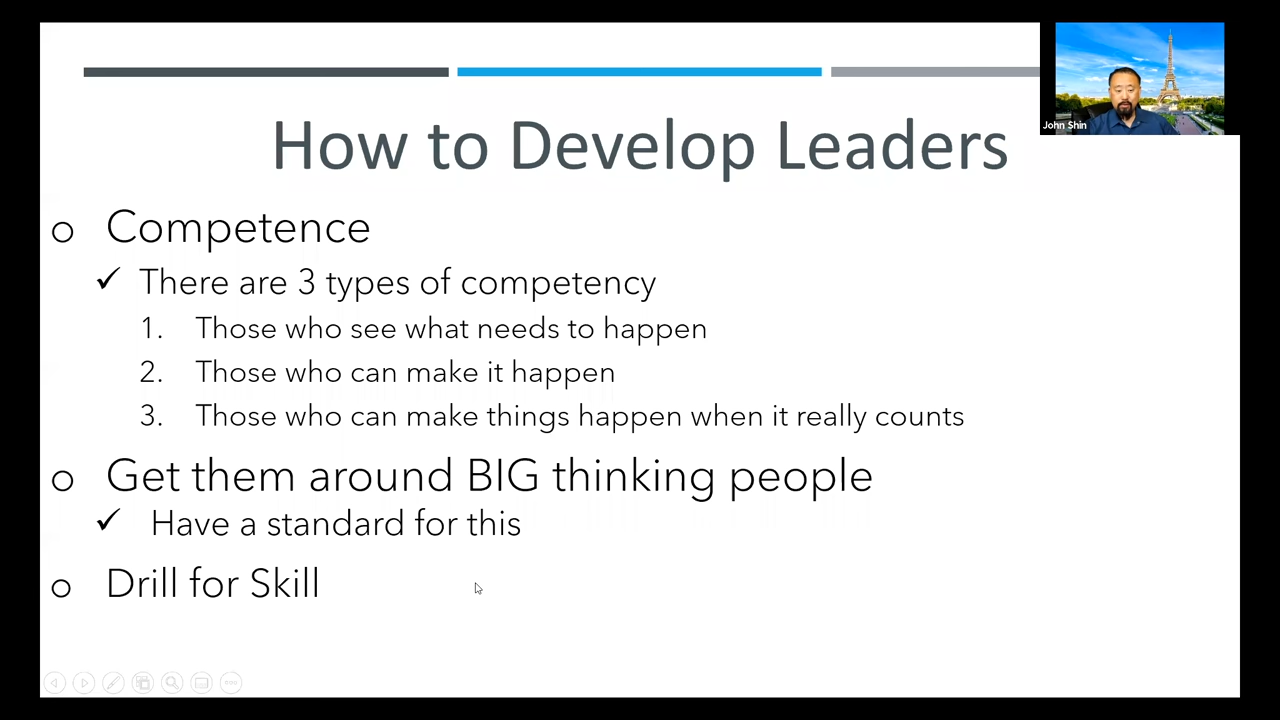 How to Develop Leaders
John Shin
o Competence
✓ There are 3 types of competency
1. Those who see what needs to happen
2. Those who can make it happen
3. Those who can make things happen when it really counts
o Get them around BIG thinking people
✓ Have a standard for this
o Drill for Skill